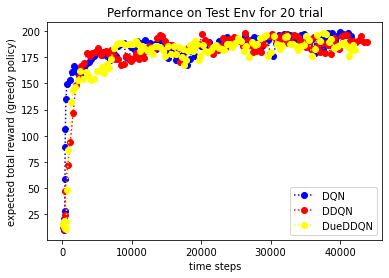 Performance on Test Env for 20 trial
expected total reward (greedy policy)
200
175
150
125
100
75
50
25
0
10000
20000
30000
40000
time steps
DQN
DDQN
DueDDQN